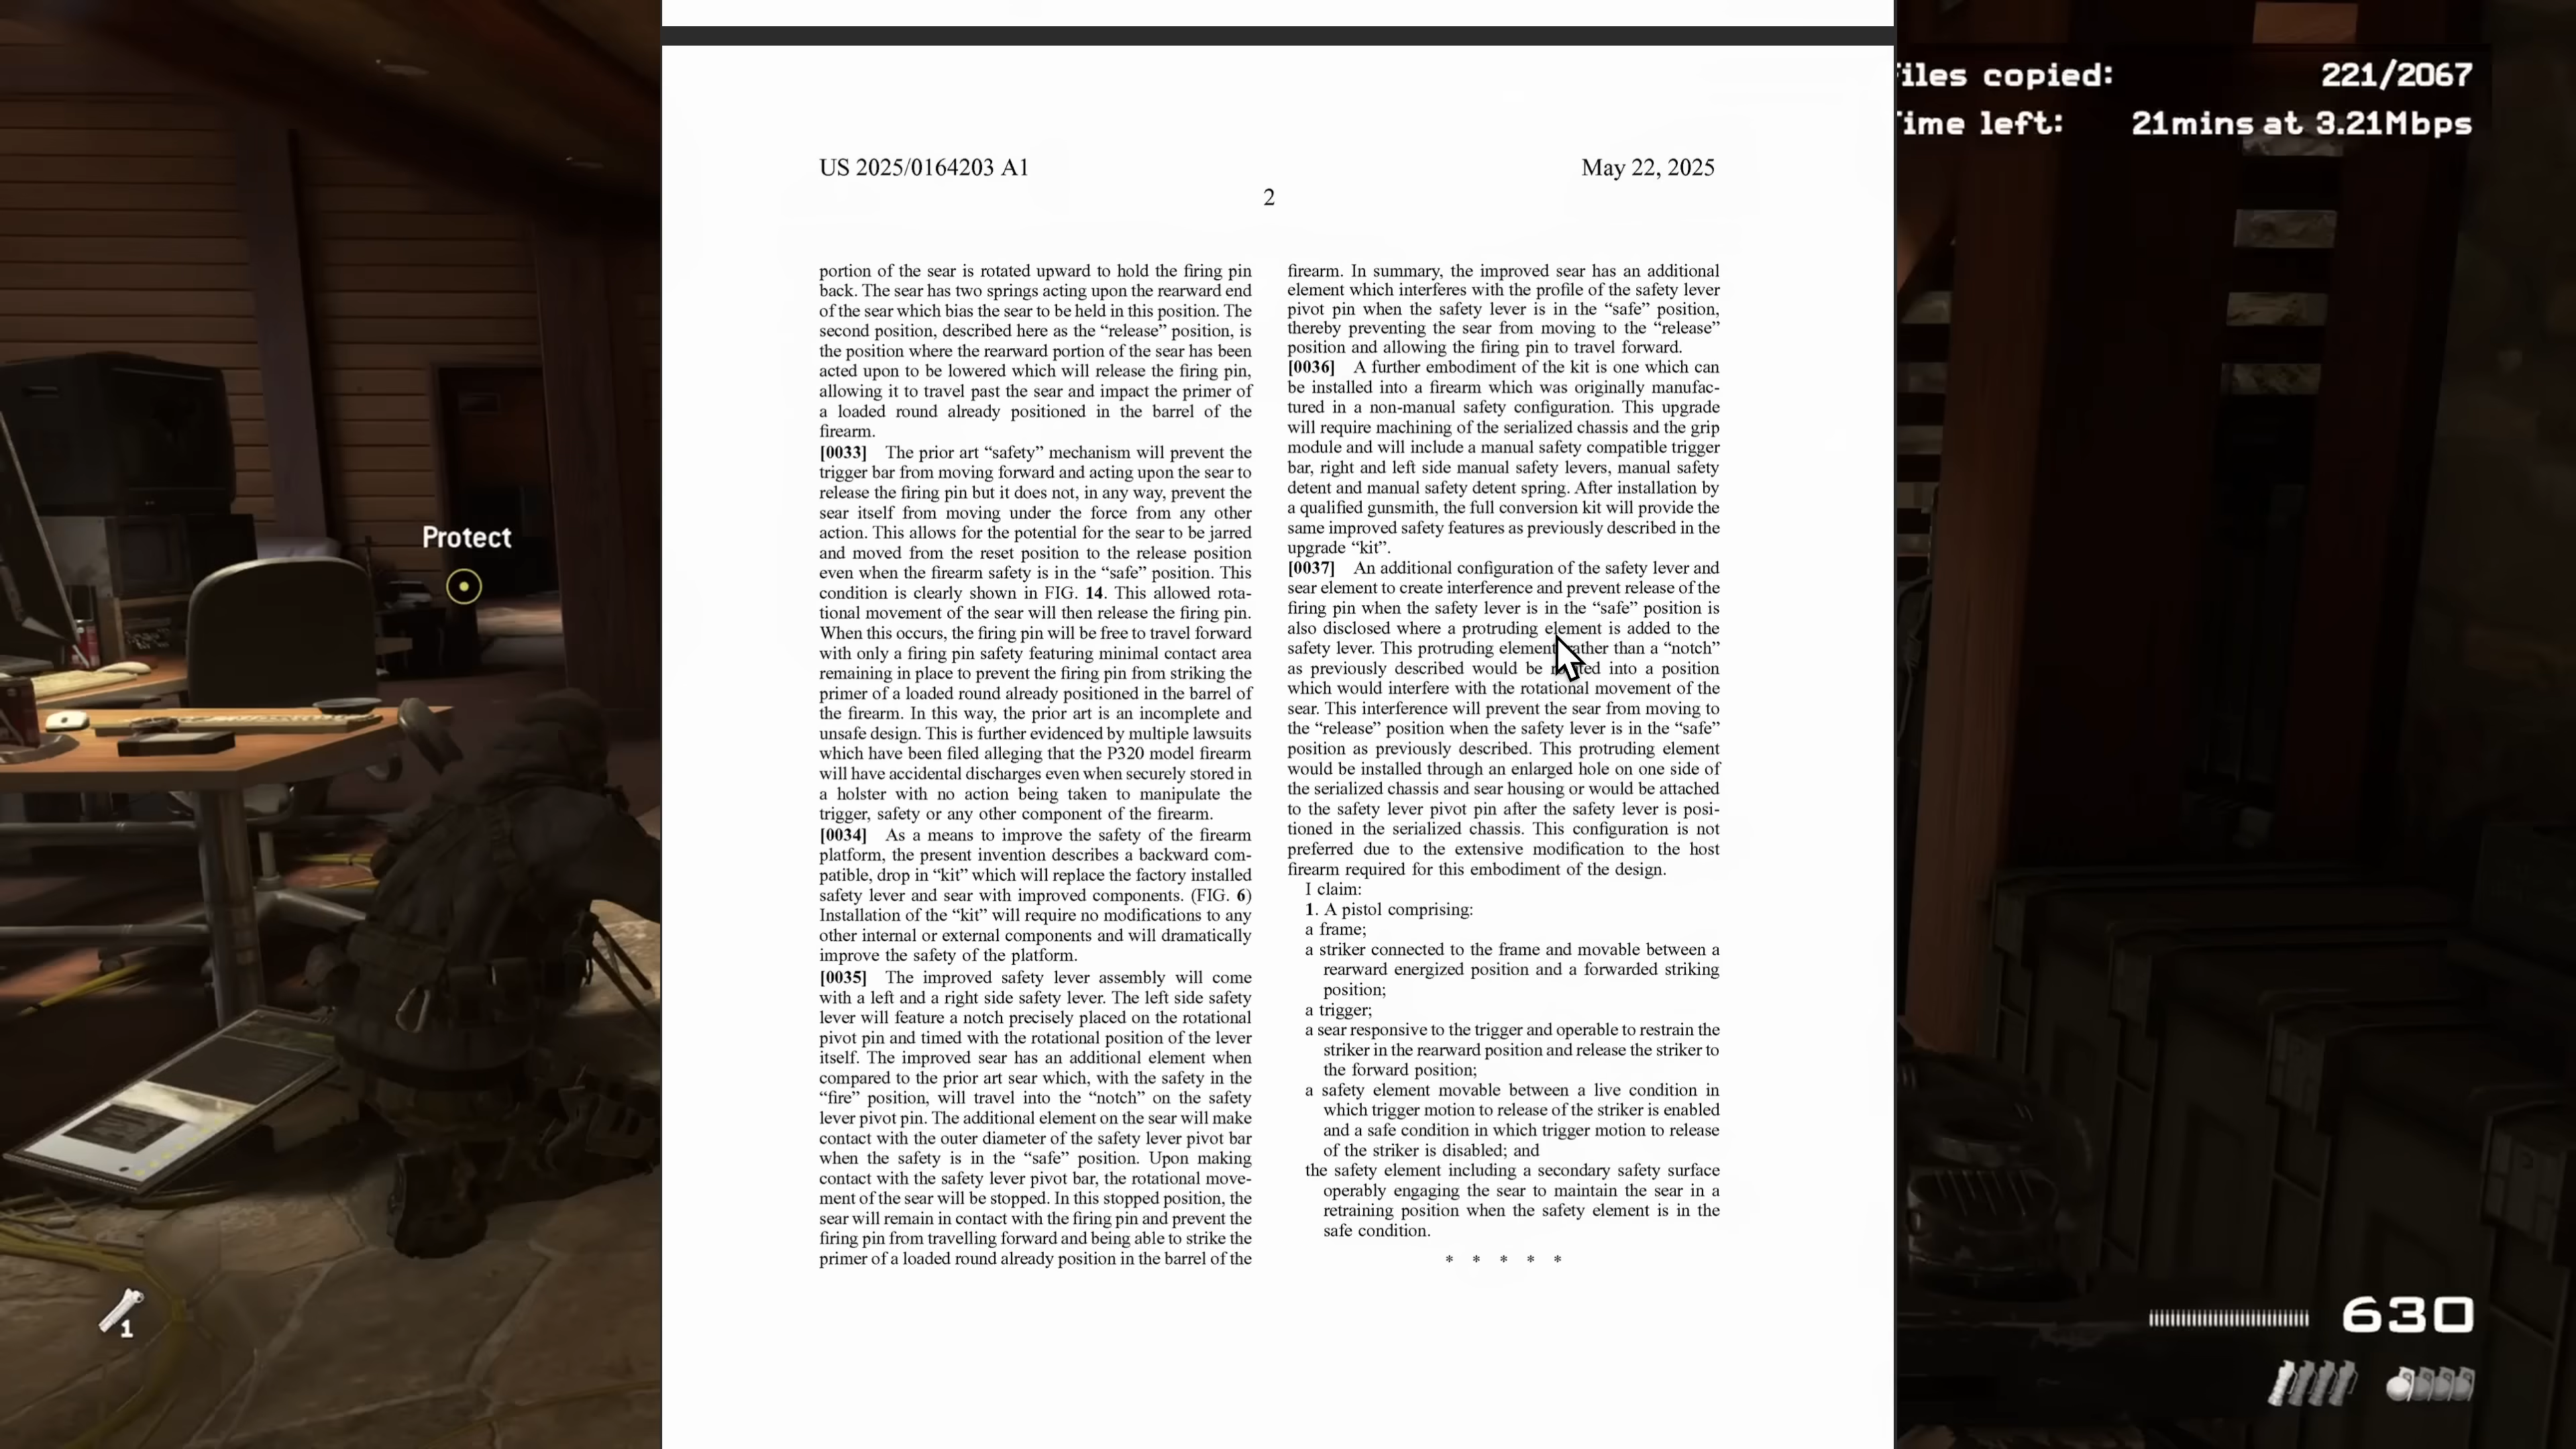 US 2025/0164203 A1
May 22, 2025
2
portion of the sear is rotated upward to hold the firing pin
back. The sear has two springs acting upon the rearward end
of the sear which bias the sear to be held in this position. The
second position, described here as the “release” position, is
the position where the rearward portion of the sear has been
acted upon to be lowered which will release the firing pin,
allowing it to travel past the sear and impact the primer of
a loaded round already positioned in the barrel of the
firearm.
[0033] The prior art “safety” mechanism will prevent the
trigger bar from moving forward and acting upon the sear to
release the firing pin but it does not, in any way, prevent the
sear itself from moving under the force from any other
action. This allows for the potential for the sear to be jarred
and moved from the reset position to the release position
even when the firearm safety is in the “safe” position. This
condition is clearly shown in FIG. 14. This allowed rota-
tional movement of the sear will then release the firing pin.
When this occurs, the firing pin will be free to travel forward
with only a firing pin safety featuring minimal contact area
remaining in place to prevent the firing pin from striking the
primer of a loaded round already positioned in the barrel of
the firearm. In this way, the prior art is an incomplete and
unsafe design. This is further evidenced by multiple lawsuits
which have been filed alleging that the P320 model firearm
will have accidental discharges even when securely stored in
a holster with no action being taken to manipulate the
trigger, safety or any other component of the firearm.
[0034] As a means to improve the safety of the firearm
platform, the present invention describes a backward com-
patible, drop in “kit” which will replace the factory installed
safety lever and sear with improved components. (FIG. 6)
Installation of the “kit” will require no modifications to any
other internal or external components and will dramatically
improve the safety of the platform.
[0035] The improved safety lever assembly will come
with a left and a right side safety lever. The left side safety
lever will feature a notch precisely placed on the rotational
pivot pin and timed with the rotational position of the lever
itself. The improved sear has an additional element when
compared to the prior art sear which, with the safety in the
“fire” position, will travel into the “notch” on the safety
lever pivot pin. The additional element on the sear will make
contact with the outer diameter of the safety lever pivot bar
when the safety is in the “safe” position. Upon making
contact with the safety lever pivot bar, the rotational move-
ment of the sear will be stopped. In this stopped position, the
sear will remain in contact with the firing pin and prevent the
firing pin from travelling forward and being able to strike the
primer of a loaded round already position in the barrel of the
firearm. In summary, the improved sear has an additional
element which interferes with the profile of the safety lever
pivot pin when the safety lever is in the “safe” position,
thereby preventing the sear from moving to the “release”
position and allowing the firing pin to travel forward.
[0036] A further embodiment of the kit is one which can
be installed into a firearm which was originally manufac-
tured in a non-manual safety configuration. This upgrade
will require machining of the serialized chassis and the grip
module and will include a manual safety compatible trigger
bar, right and left side manual safety levers, manual safety
detent and manual safety detent spring. After installation by
a qualified gunsmith, the full conversion kit will provide the
same improved safety features as previously described in the
upgrade “kit”.
[0037] An additional configuration of the safety lever and
sear element to create interference and prevent release of the
firing pin when the safety lever is in the “safe” position is
also disclosed where a protruding element is added to the
safety lever. This protruding element rather than a “notch”
as previously described would be into a position
which would interfere with the rotational movement of the
sear. This interference will prevent the sear from moving to
the “release” position when the safety lever is in the “safe”
position as previously described. This protruding element
would be installed through an enlarged hole on one side of
the serialized chassis and sear housing or would be attached
to the safety lever pivot pin after the safety lever is posi-
tioned in the serialized chassis. This configuration is not
preferred due to the extensive modification to the host
firearm required for this embodiment of the design.
I claim:
1. A pistol comprising:
a frame;
a striker connected to the frame and movable between a
rearward energized position and a forwarded striking
position;
a trigger;
a sear responsive to the trigger and operable to restrain the
striker in the rearward position and release the striker to
the forward position;
a safety element movable between a live condition in
which trigger motion to release of the striker is enabled
and a safe condition in which trigger motion to release
of the striker is disabled; and
the safety element including a secondary safety surface
operably engaging the sear to maintain the sear in a
retraining position when the safety element is in the
safe condition.
* * * * *
Protect
1
iles copied: 221/2067
ime left: 21mins at 3.21Mbps
630